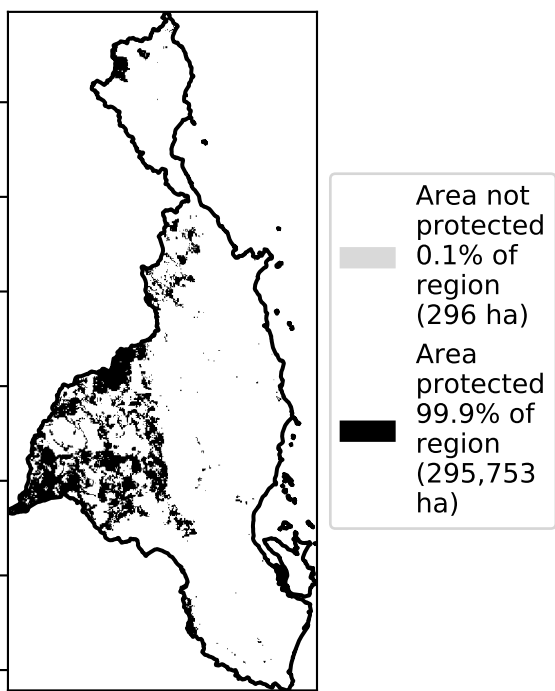 Area not
protected
0.1% of
region
(296 ha)
Area
protected
99.9% of
region
(295,753
ha)